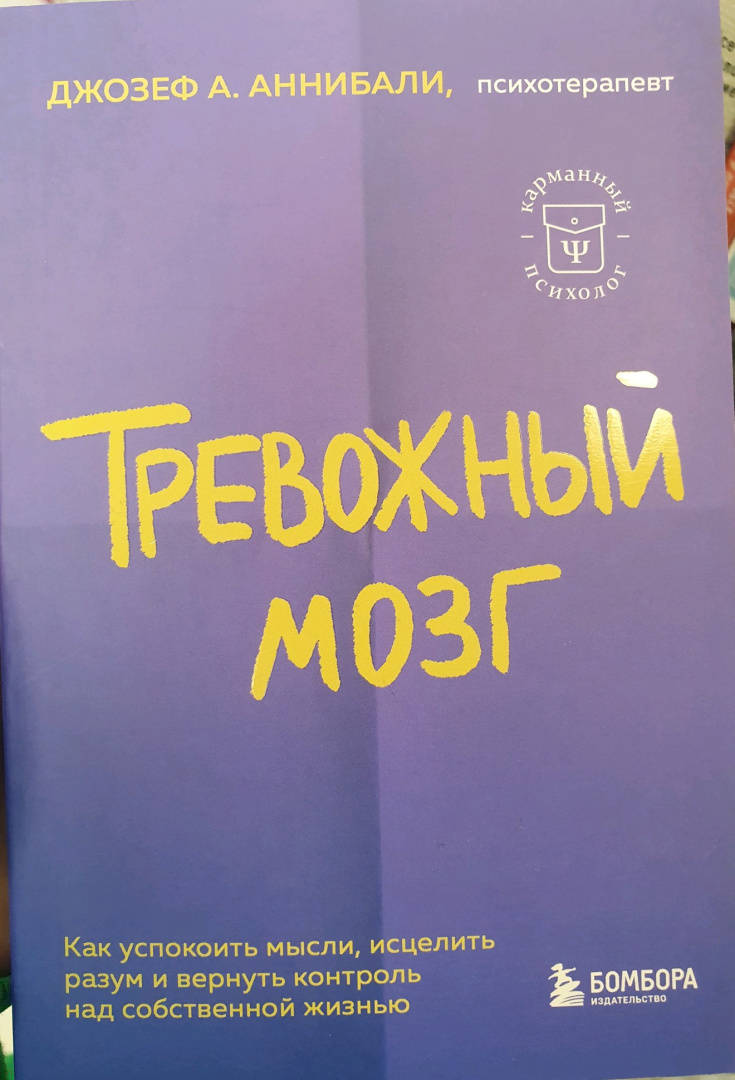 ДЖОЗЕФ А. АННИБАЛИ, психотерапевт
карманный
Ψ
психолог
ТРЕВОЖНЫЙ
МОЗГ
Как успокоить мысли, исцелить
разум и вернуть контроль
над собственной жизнью
БОМБОРА
ИЗДАТЕЛЬСТВО